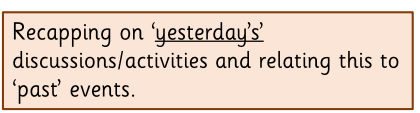 Recapping on ‘yesterday’s’
discussions/activities and relating this to
‘past’ events.